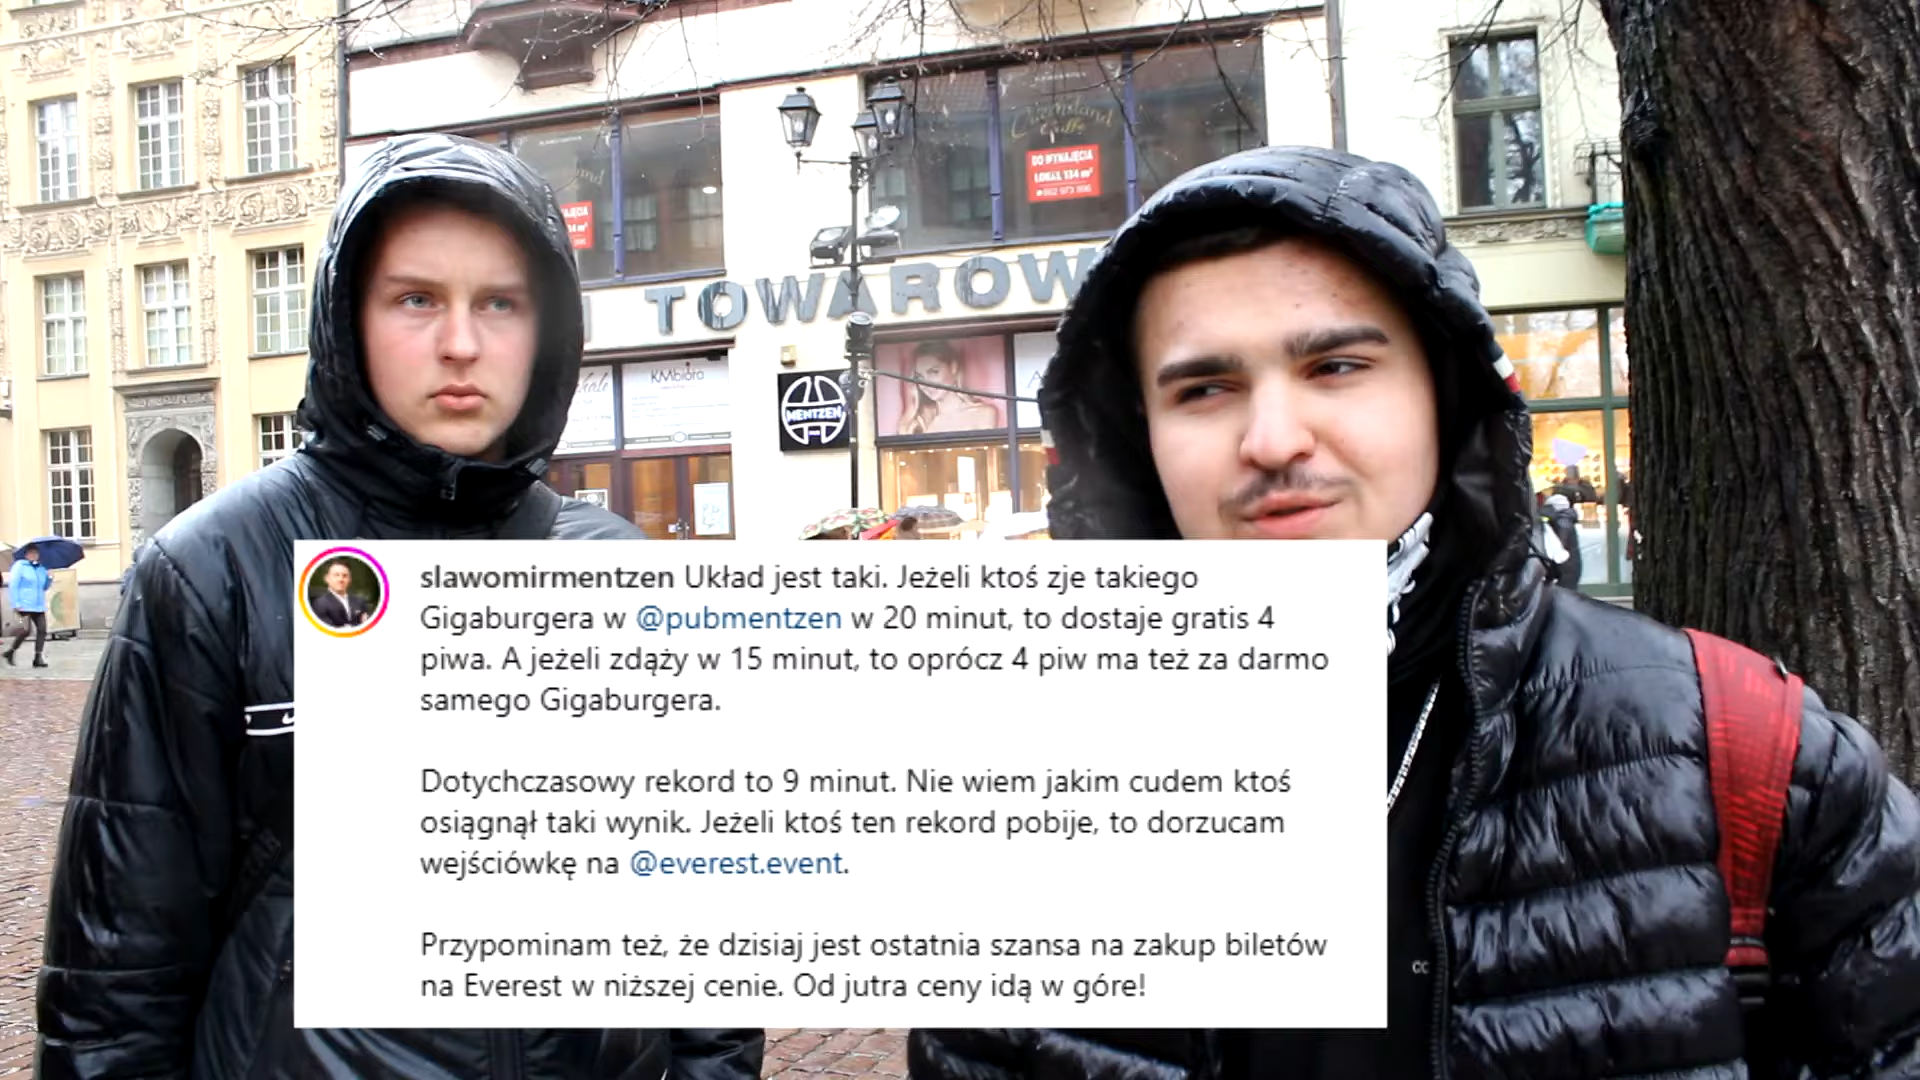 DO WYNAJĘCIA
LOKAL 134 m²
TOWAROW
KMbiuro
MENTZEN
slawomirmentzen Układ jest taki. Jeżeli ktoś zje takiego
Gigaburgera w @pubmentzen w 20 minut, to dostaje gratis 4
piwa. A jeżeli zdąży w 15 minut, to oprócz 4 piw ma też za darmo
samego Gigaburgera.
Dotychczasowy rekord to 9 minut. Nie wiem jakim cudem ktoś
osiągnął taki wynik. Jeżeli ktoś ten rekord pobije, to dorzucam
wejściówkę na @everest.event.
Przypominam też, że dzisiaj jest ostatnia szansa na zakup biletów
na Everest w niższej cenie. Od jutra ceny idą w góre!